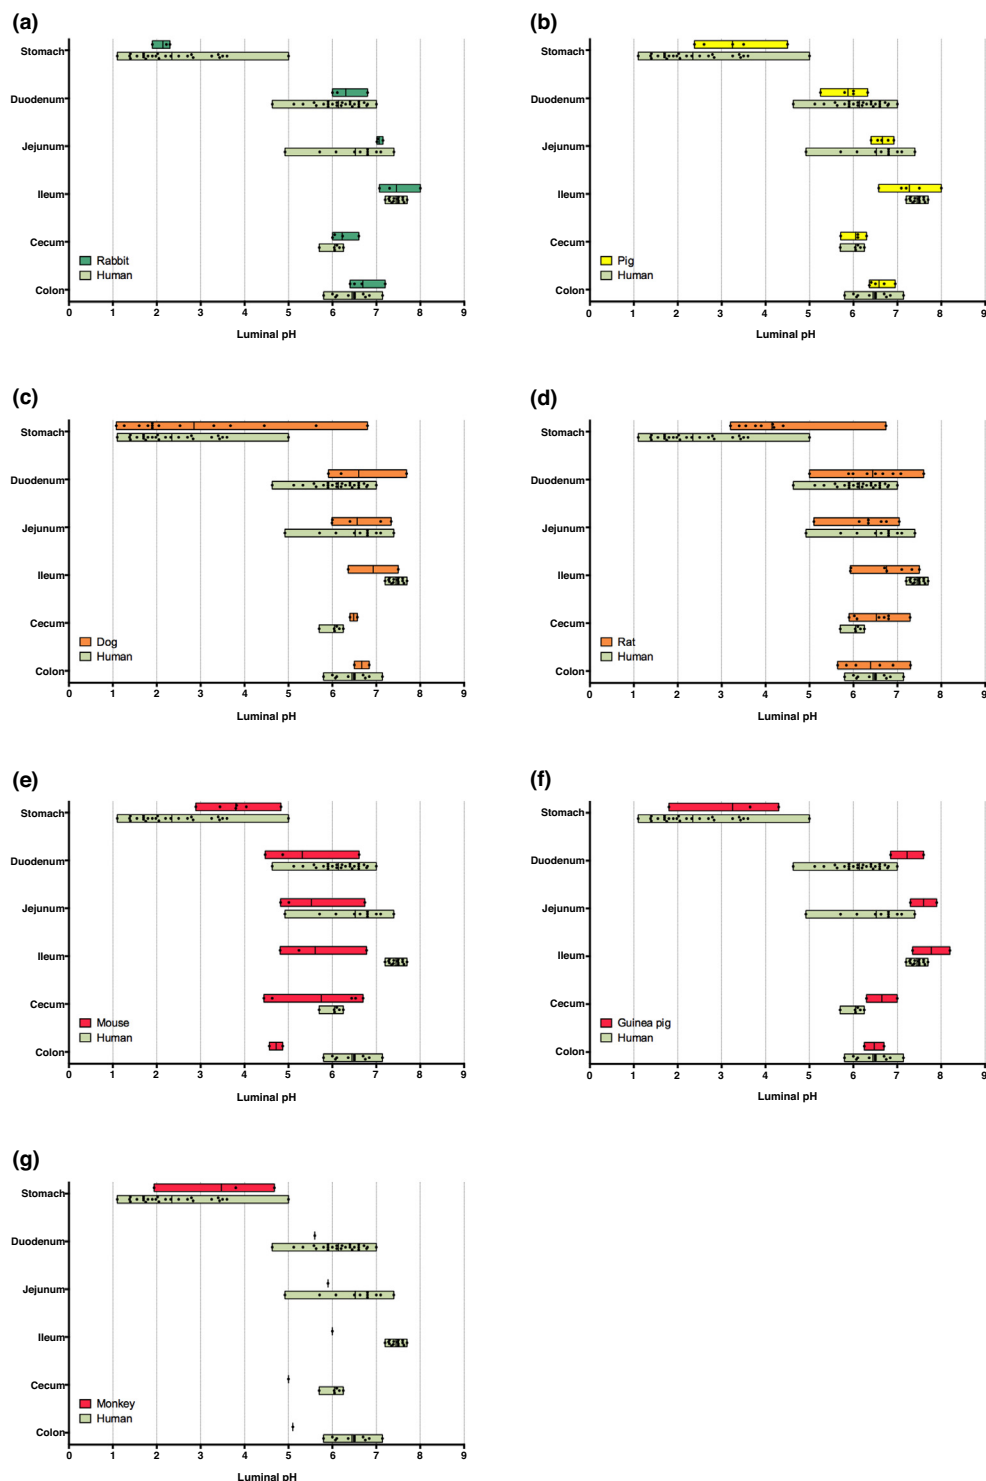 (a)
Stomach
Duodenum
Jejunum
Ileum
Cecum
Colon
Rabbit
Human
0 1 2 3 4 5 6 7 8 9
Luminal pH
(b)
Stomach
Duodenum
Jejunum
Ileum
Cecum
Colon
Pig
Human
0 1 2 3 4 5 6 7 8 9
Luminal pH
(c)
Stomach
Duodenum
Jejunum
Ileum
Cecum
Colon
Dog
Human
0 1 2 3 4 5 6 7 8 9
Luminal pH
(d)
Stomach
Duodenum
Jejunum
Ileum
Cecum
Colon
Rat
Human
0 1 2 3 4 5 6 7 8 9
Luminal pH
(e)
Stomach
Duodenum
Jejunum
Ileum
Cecum
Colon
Mouse
Human
0 1 2 3 4 5 6 7 8 9
Luminal pH
(f)
Stomach
Duodenum
Jejunum
Ileum
Cecum
Colon
Guinea pig
Human
0 1 2 3 4 5 6 7 8 9
Luminal pH
(g)
Stomach
Duodenum
Jejunum
Ileum
Cecum
Colon
Monkey
Human
0 1 2 3 4 5 6 7 8 9
Luminal pH